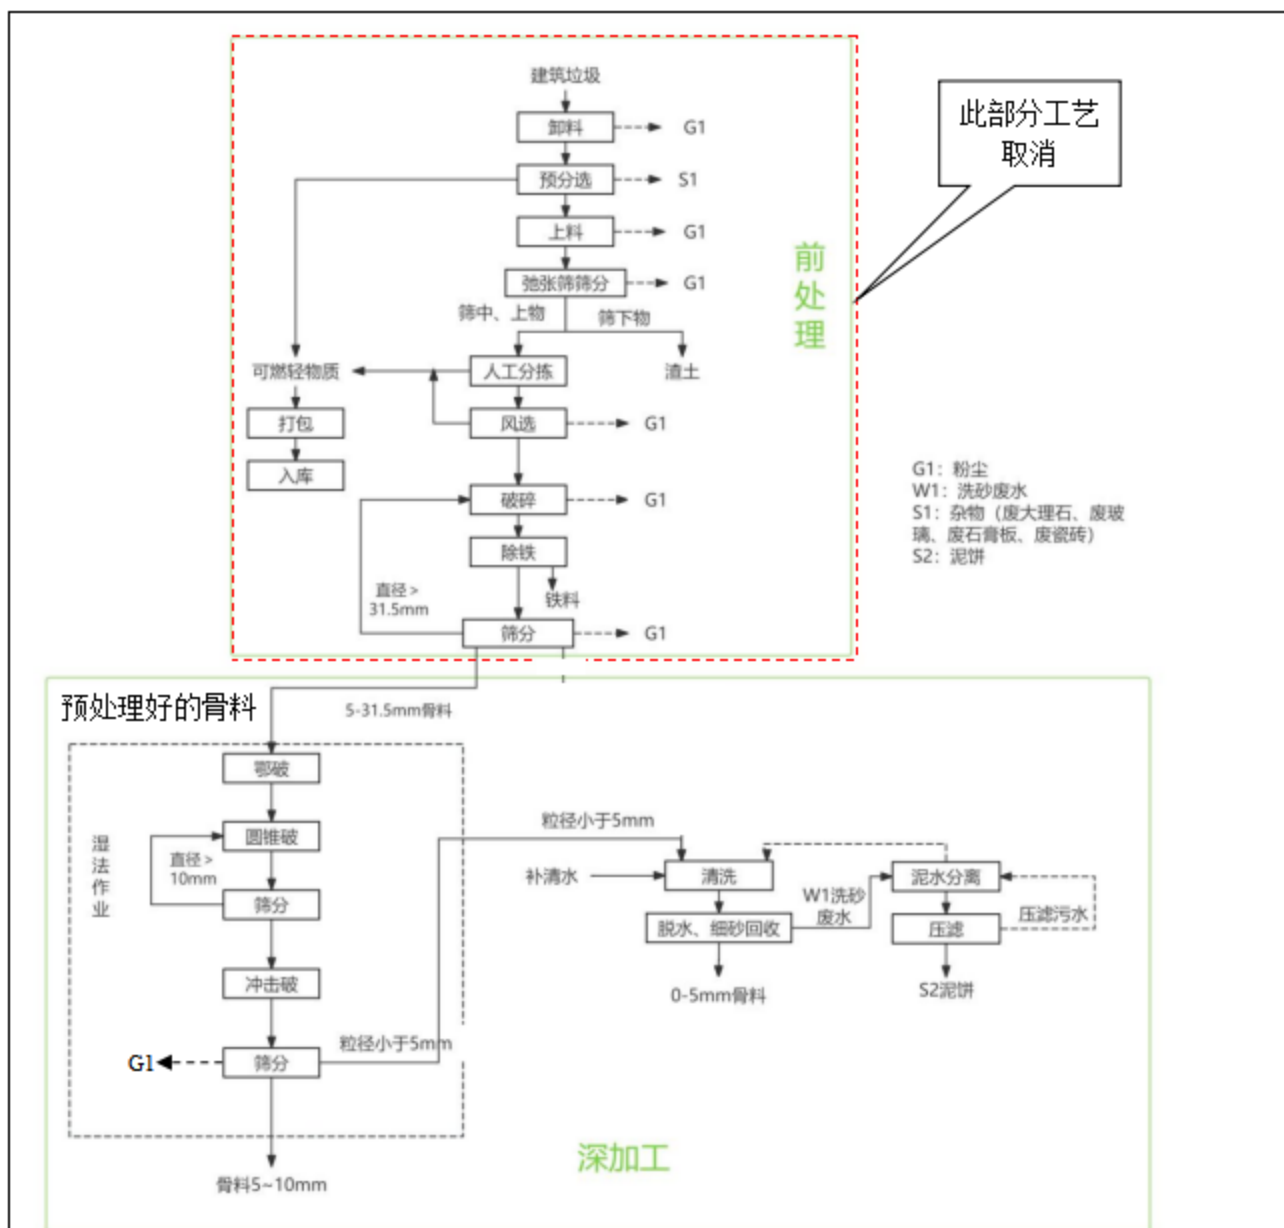 建筑垃圾
卸料
G1
预分选
S1
上料
G1
弛张筛筛分
G1
筛中、上物
筛下物
可燃轻物质
人工分拣
渣土
打包
风选
G1
入库
破碎
G1
除铁
直径>
31.5mm
铁料
筛分
G1
前
处
理
此部分工艺
取消
G1：粉尘
W1：洗砂废水
S1：杂物（废大理石、废玻
璃、废石膏板、废瓷砖）
S2：泥饼
预处理好的骨料
5-31.5mm骨料
湿
法
作
业
鄂破
圆锥破
直径>
10mm
筛分
冲击破
筛分
G1
粒径小于5mm
骨料5~10mm
粒径小于5mm
补清水
清洗
脱水、细砂回收
0-5mm骨料
W1洗砂
废水
泥水分离
压滤
压滤污水
S2泥饼
深加工